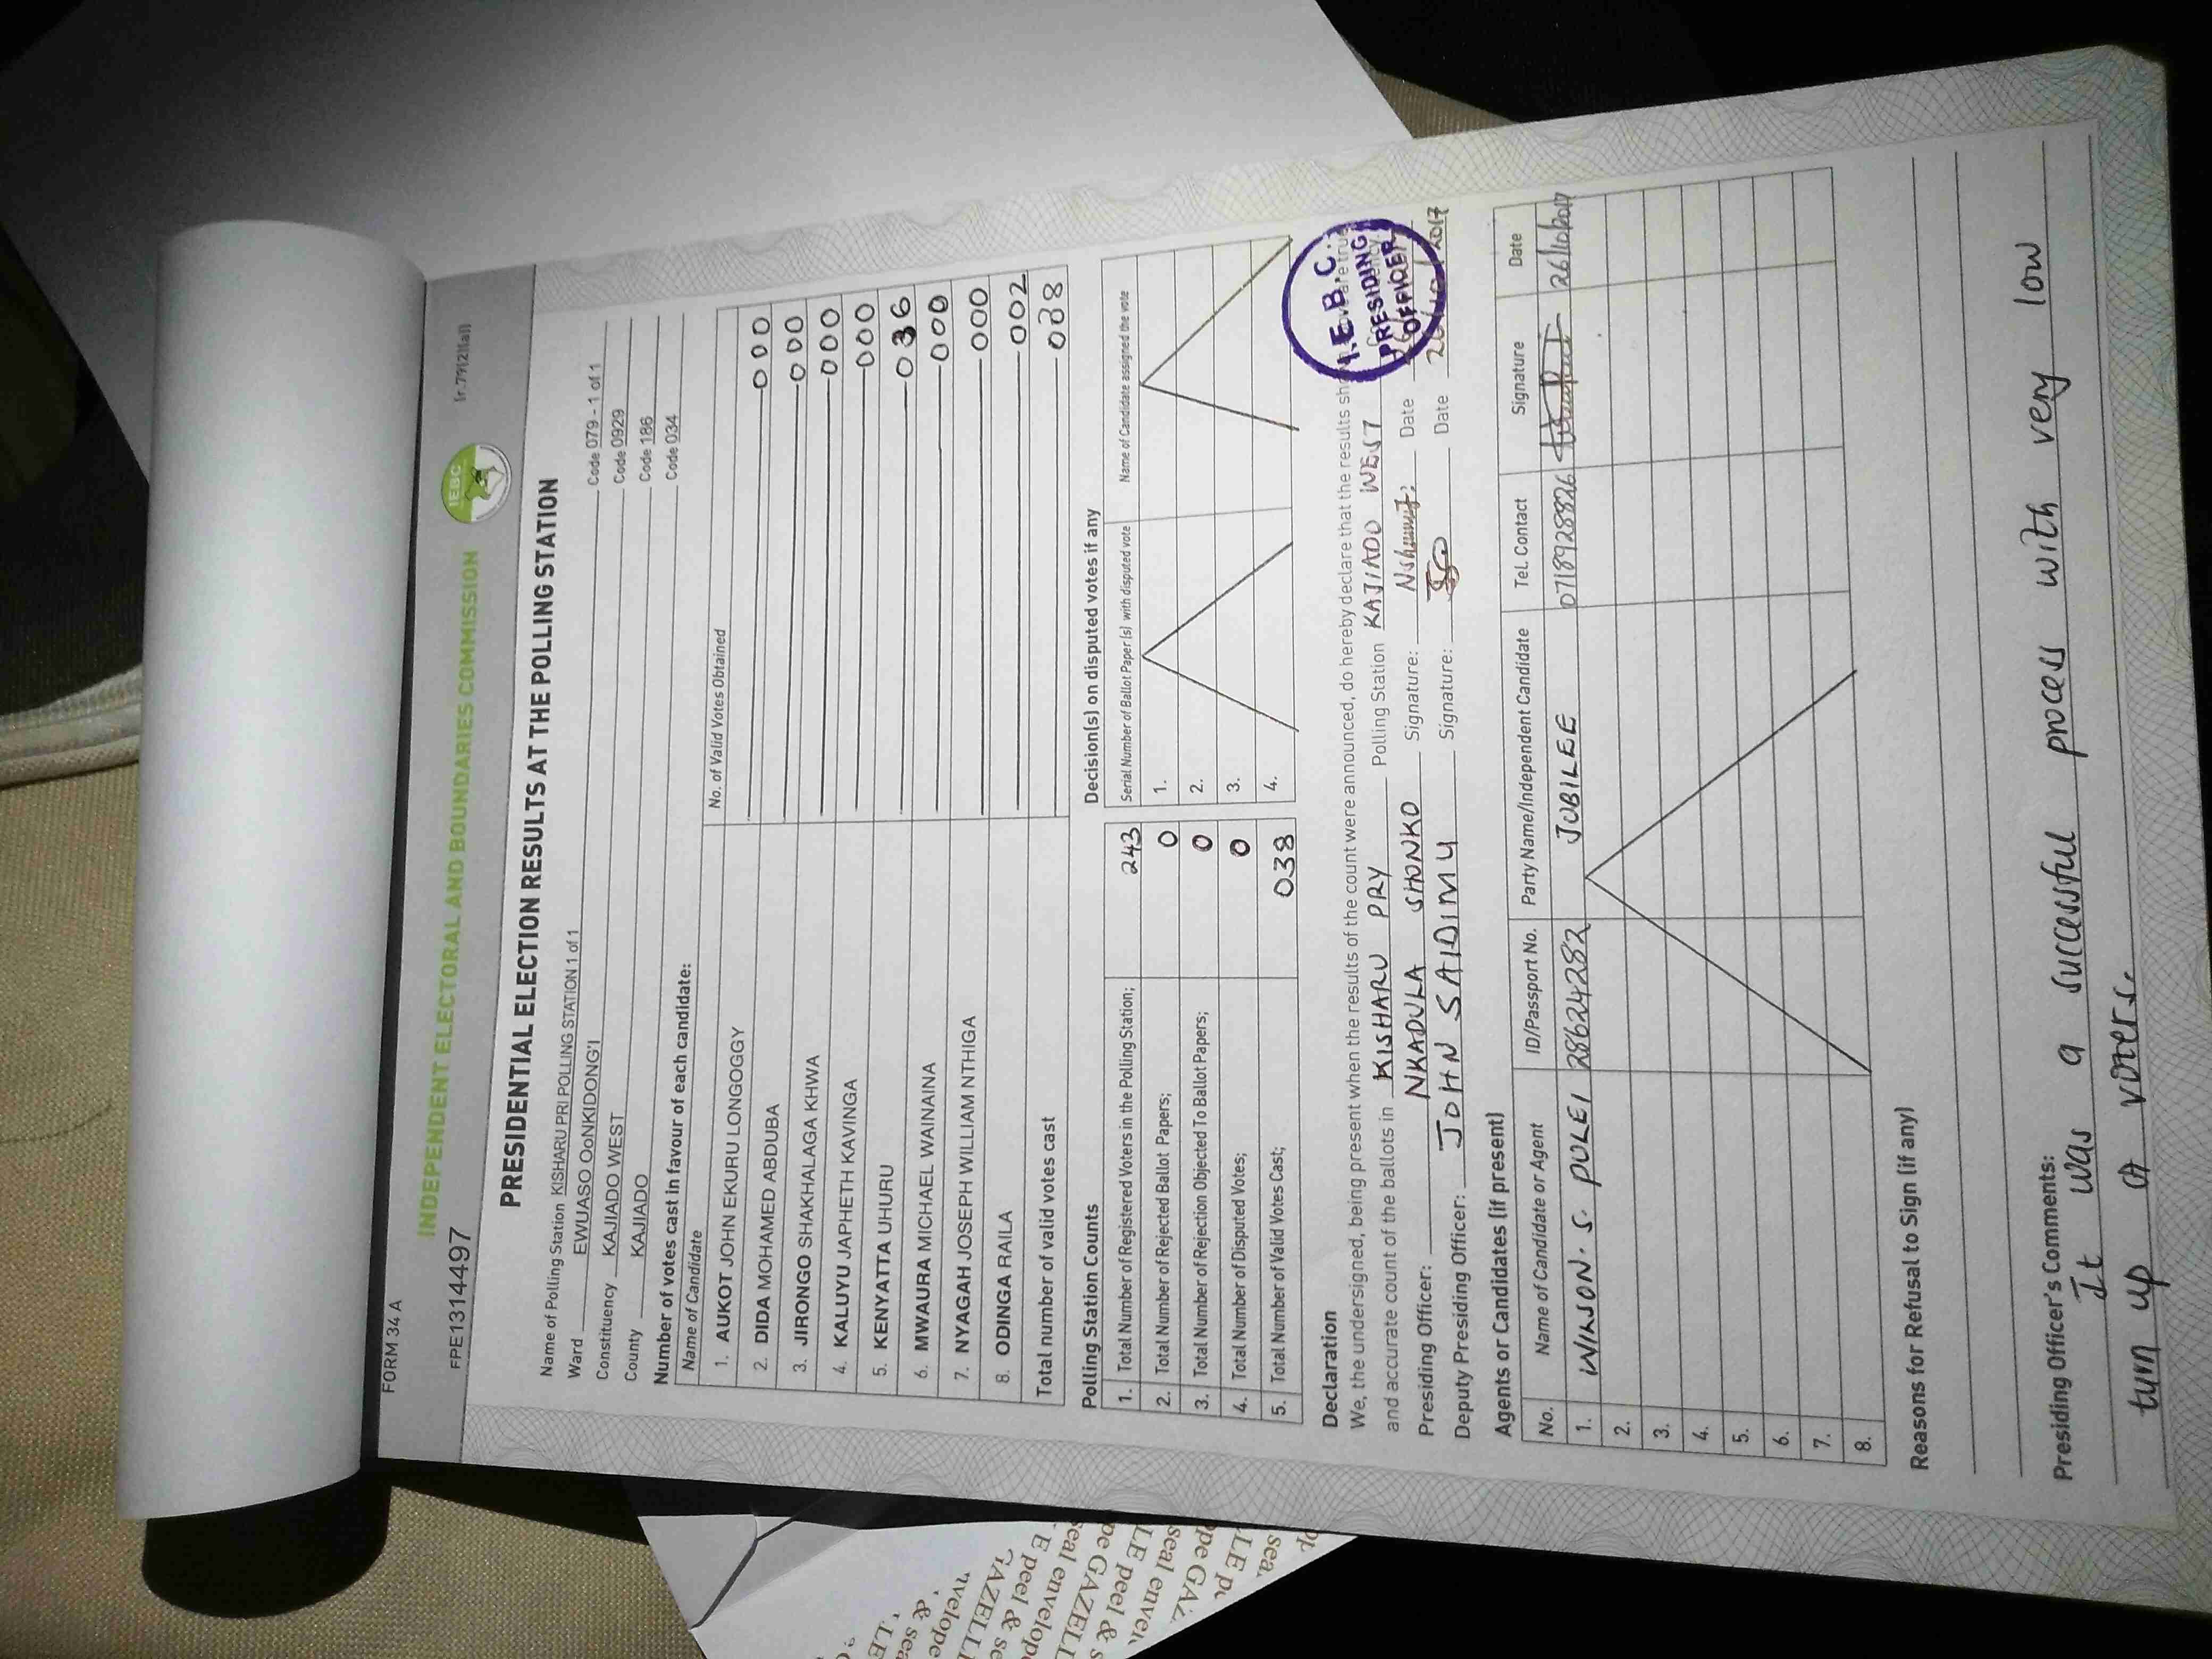 FORM 34 A
INDEPENDENT ELECTORAL AND BOUNDARIES COMMISSION
IEBC
FPE1314497
(r.79(2)(a))
PRESIDENTIAL ELECTION RESULTS AT THE POLLING STATION
Name of Polling Station KISHARU PRI POLLING STATION 1 of 1 Code 079 - 1 of 1
Ward EWUASO OoNKIDONG'I Code 0929
Constituency KAJIADO WEST Code 186
County KAJIADO Code 034
Number of votes cast in favour of each candidate:
Name of Candidate No. of Valid Votes Obtained
1. AUKOT JOHN EKURU LONGOGGY 000
2. DIDA MOHAMED ABDUBA 000
3. JIRONGO SHAKHALAGA KHWA 000
4. KALUYU JAPHETH KAVINGA 000
5. KENYATTA UHURU 036
6. MWAURA MICHAEL WAINAINA 000
7. NYAGAH JOSEPH WILLIAM NTHIGA 000
8. ODINGA RAILA 002
Total number of valid votes cast 038
Polling Station Counts
1. Total Number of Registered Voters in the Polling Station; 243
2. Total Number of Rejected Ballot Papers; 0
3. Total Number of Rejection Objected To Ballot Papers; 0
4. Total Number of Disputed Votes; 0
5. Total Number of Valid Votes Cast; 038
Decision(s) on disputed votes if any
Serial Number of Ballot Paper(s) with disputed vote Name of Candidate assigned the vote
1.
2.
3.
4.
Declaration
We, the undersigned, being present when the results of the count were announced, do hereby declare that the results shown above are true
and accurate count of the ballots in KISHARU PRY Polling Station KAJIADO WEST
Presiding Officer: NKADULA SHONKO Signature: Date
Deputy Presiding Officer: JOHN SAIDIMU Signature: Date 26/10/2017
I.E.B.C.
PRESIDING
OFFICER
Agents or Candidates (if present)
No. Name of Candidate or Agent ID/Passport No. Party Name/Independent Candidate Tel. Contact Signature Date
1. WINSON. S. PULEI 28624282 JUBILEE 0718928826 26/10/2017
2.
3.
4.
5.
6.
7.
8.
Reasons for Refusal to Sign (if any)
Presiding Officer's Comments:
It was a successful process with very low
turn up of voters.
GAZELLE peel & seal envelope